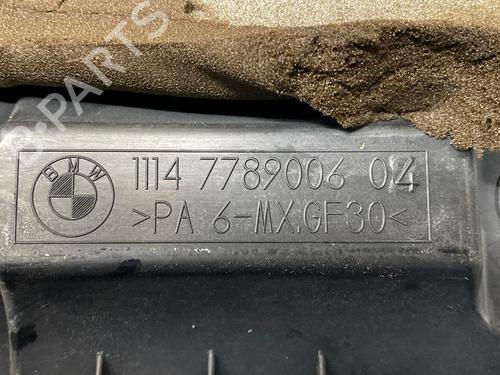 B-PARTS
BMW
1114 7789006 04
>PA 6-MX.GF30<